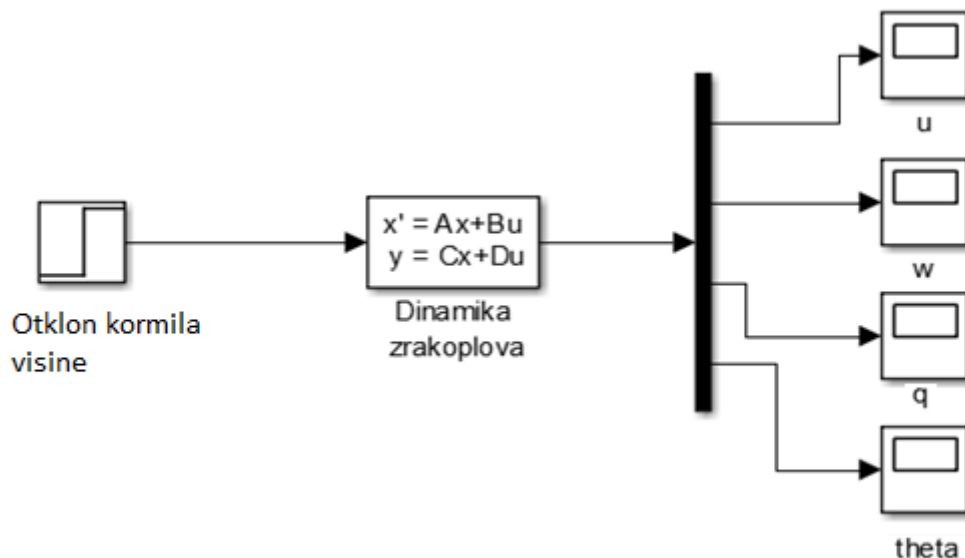 u
x' = Ax+Bu
y = Cx+Du
w
Dinamika
zrakoplova
Otklon kormila
visine
q
theta